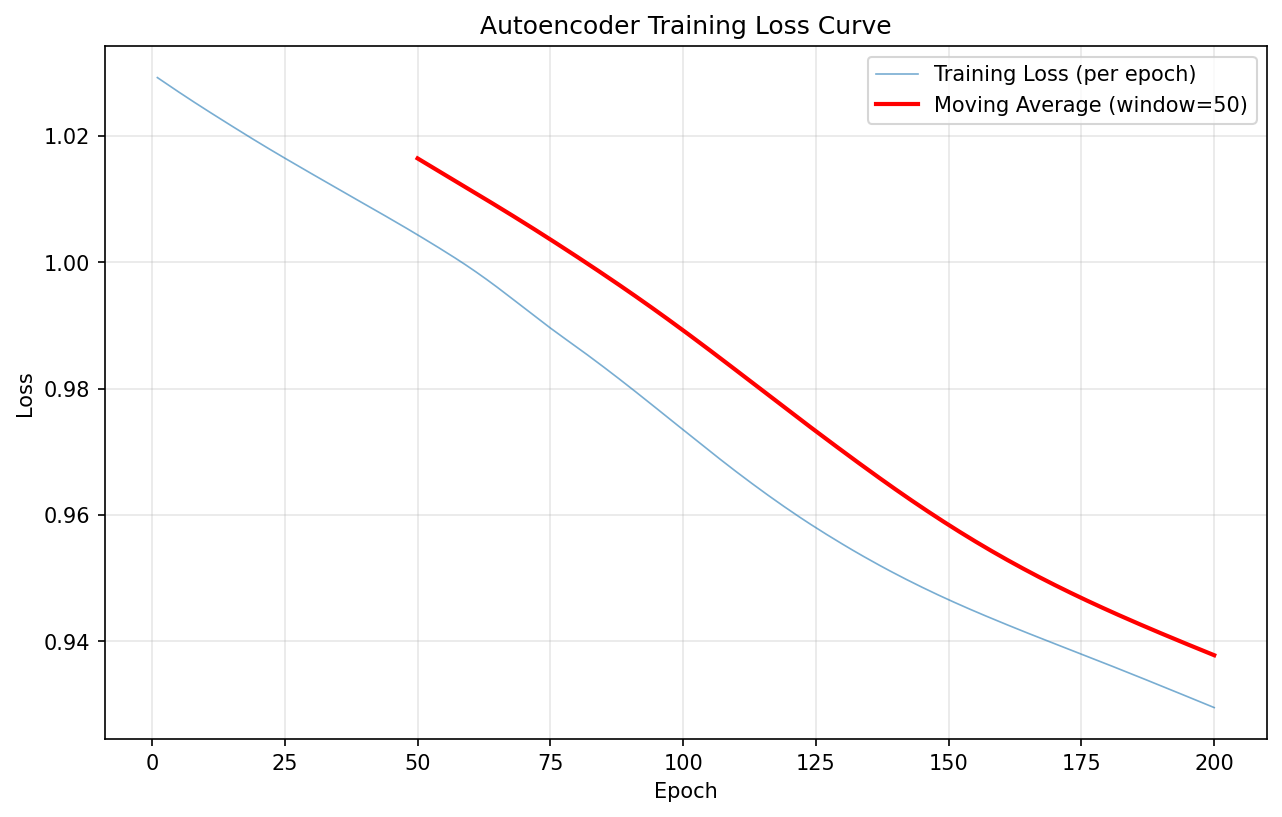 Autoencoder Training Loss Curve
Training Loss (per epoch)
Moving Average (window=50)
1.02
1.00
0.98
0.96
0.94
Loss
0 25 50 75 100 125 150 175 200
Epoch